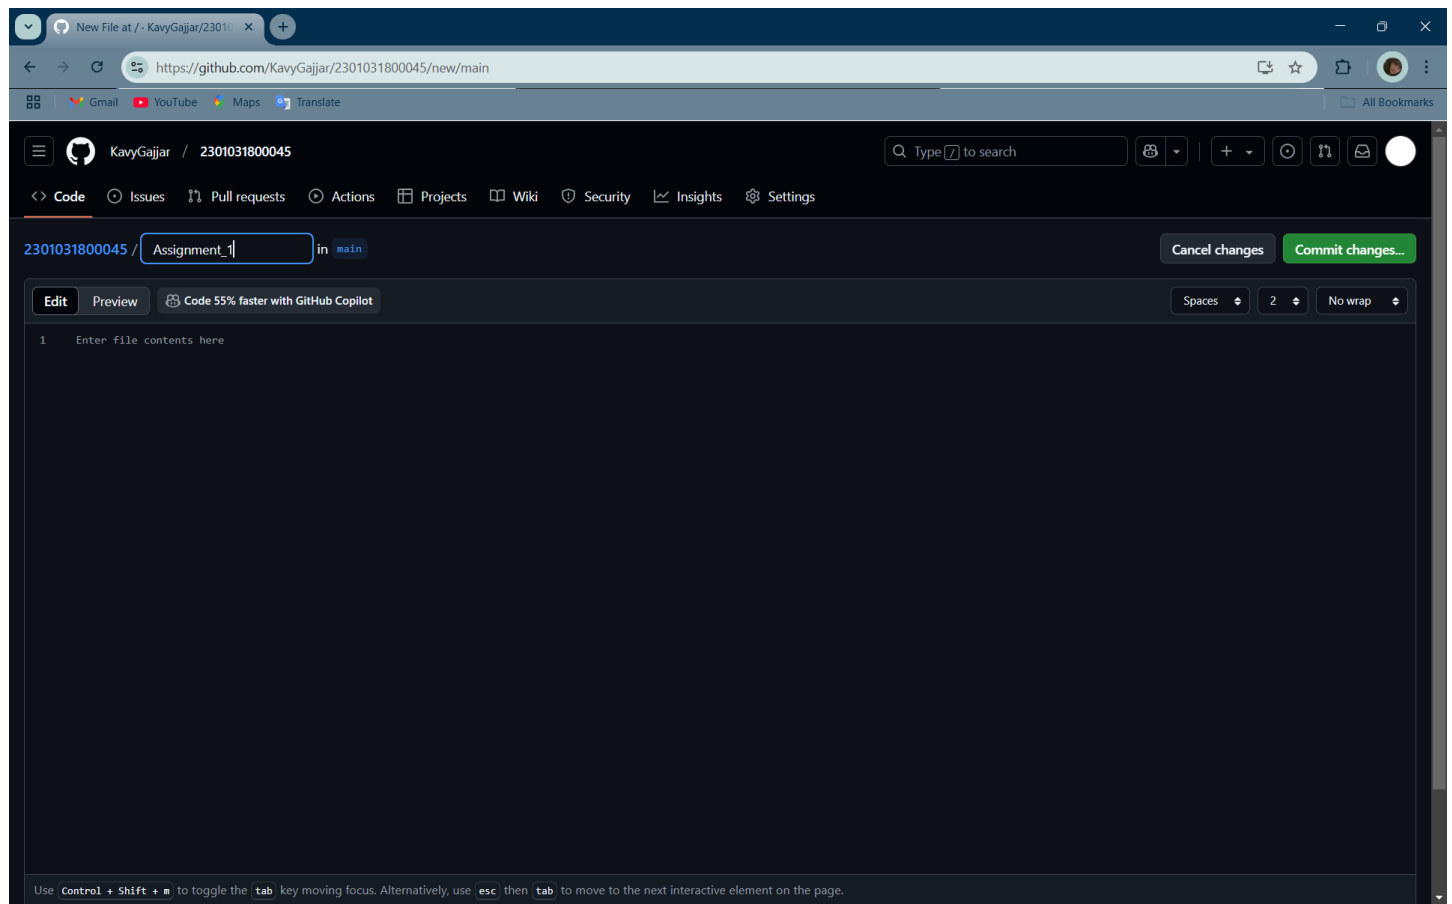 New File at / · KavyGajjar/2301
https://github.com/KavyGajjar/2301031800045/new/main
Gmail YouTube Maps Translate All Bookmarks
KavyGajjar / 2301031800045 Type / to search
Code Issues Pull requests Actions Projects Wiki Security Insights Settings
2301031800045 / Assignment_1 in main Cancel changes Commit changes...
Edit Preview Code 55% faster with GitHub Copilot Spaces 2 No wrap
1 Enter file contents here
Use Control + Shift + m to toggle the tab key moving focus. Alternatively, use esc then tab to move to the next interactive element on the page.